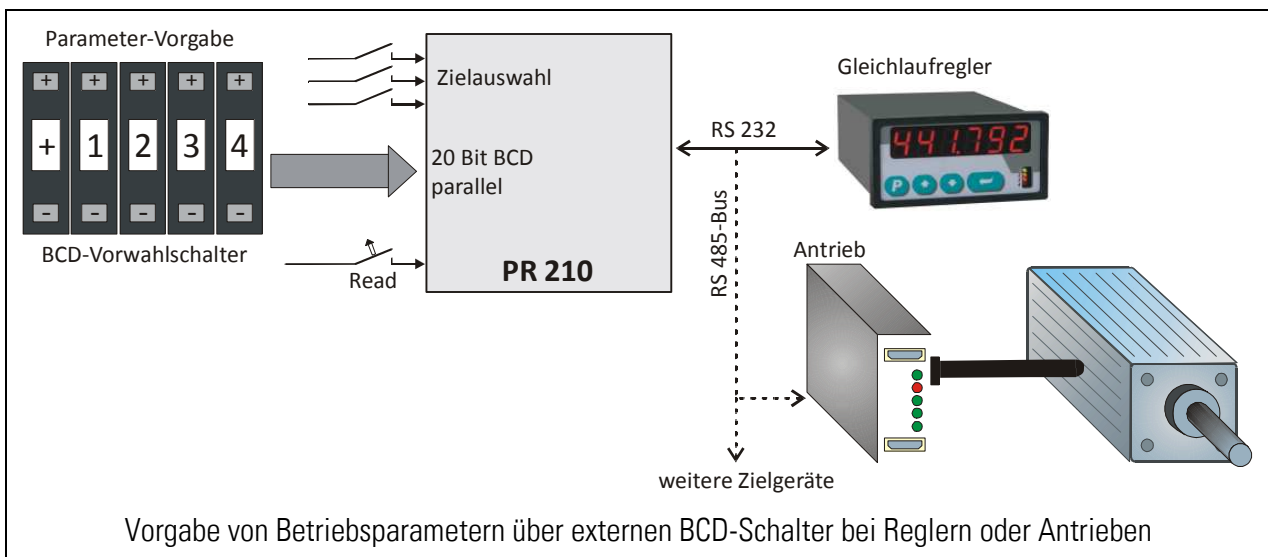 Parameter-Vorgabe
+ + + + +
+ 1 2 3 4
- - - - -
BCD-Vorwahlschalter
Zielauswahl
20 Bit BCD
parallel
Read
PR 210
RS 232
Gleichlaufregler
441.792
P
RS 485-Bus
Antrieb
weitere Zielgeräte
Vorgabe von Betriebsparametern über externen BCD-Schalter bei Reglern oder Antrieben